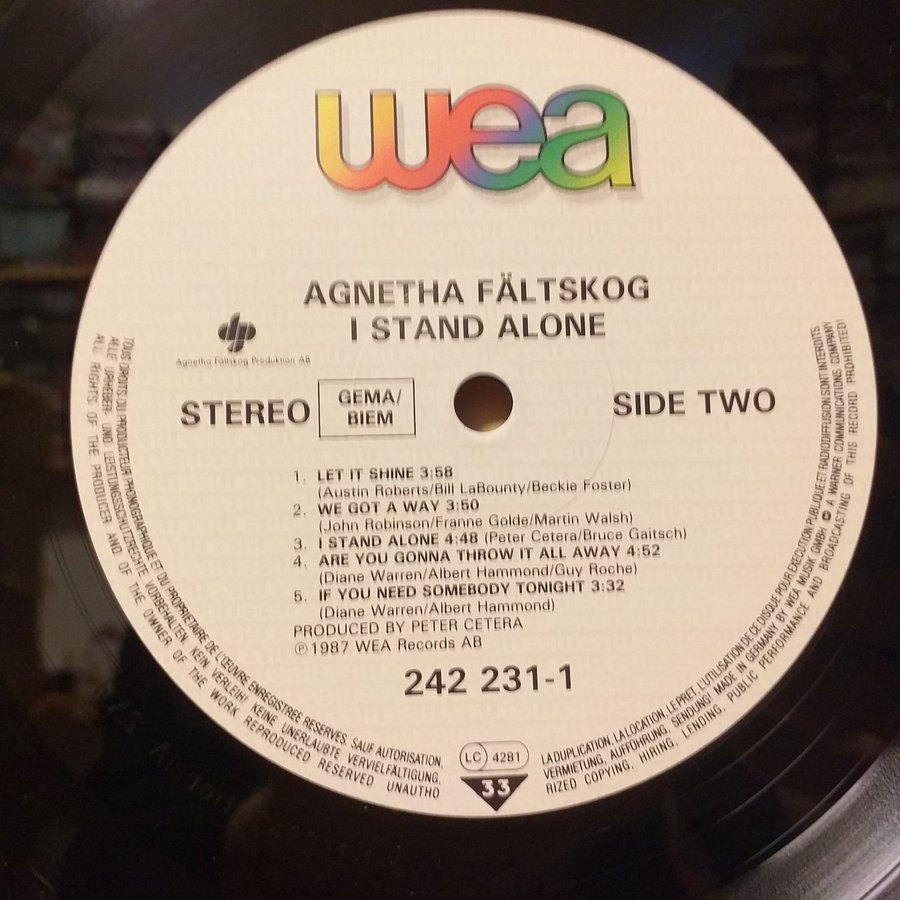 wea
AGNETHA FÄLTSKOG
I STAND ALONE
Agnetha Fältskog Produktion AB
STEREO
GEMA/
BIEM
SIDE TWO
1. LET IT SHINE 3:58
(Austin Roberts/Bill LaBounty/Beckie Foster)
2. WE GOT A WAY 3:50
(John Robinson/Franne Golde/Martin Walsh)
3. I STAND ALONE 4:48 (Peter Cetera/Bruce Gaitsch)
4. ARE YOU GONNA THROW IT ALL AWAY 4:52
(Diane Warren/Albert Hammond/Guy Roche)
5. IF YOU NEED SOMEBODY TONIGHT 3:32
(Diane Warren/Albert Hammond)
PRODUCED BY PETER CETERA
℗ 1987 WEA Records AB
242 231-1
LC 4281
33
TOUS DROITS DU PRODUCTEUR PHONOGRAPHIQUE ET DU PROPRIETAIRE DE L'ŒUVRE ENREGISTREE RESERVES. SAUF AUTORISATION, LA DUPLICATION, LA LOCATION, LE PRET, L'UTILISATION DE CE DISQUE POUR EXECUTION PUBLIQUE ET RADIODIFFUSION SONT INTERDITS
ALLE URHEBER- UND LEISTUNGSSCHUTZRECHTE VORBEHALTEN. KEIN VERLEIH! KEINE UNERLAUBTE VERVIELFÄLTIGUNG, VERMIETUNG, AUFFÜHRUNG, SENDUNG! MADE IN GERMANY BY WEA MUSIK GMBH A WARNER COMMUNICATIONS COMPANY
ALL RIGHTS OF THE PRODUCER AND OF THE OWNER OF THE WORK REPRODUCED RESERVED UNAUTHORIZED COPYING, HIRING, LENDING, PUBLIC PERFORMANCE AND BROADCASTING OF THIS RECORD PROHIBITED!